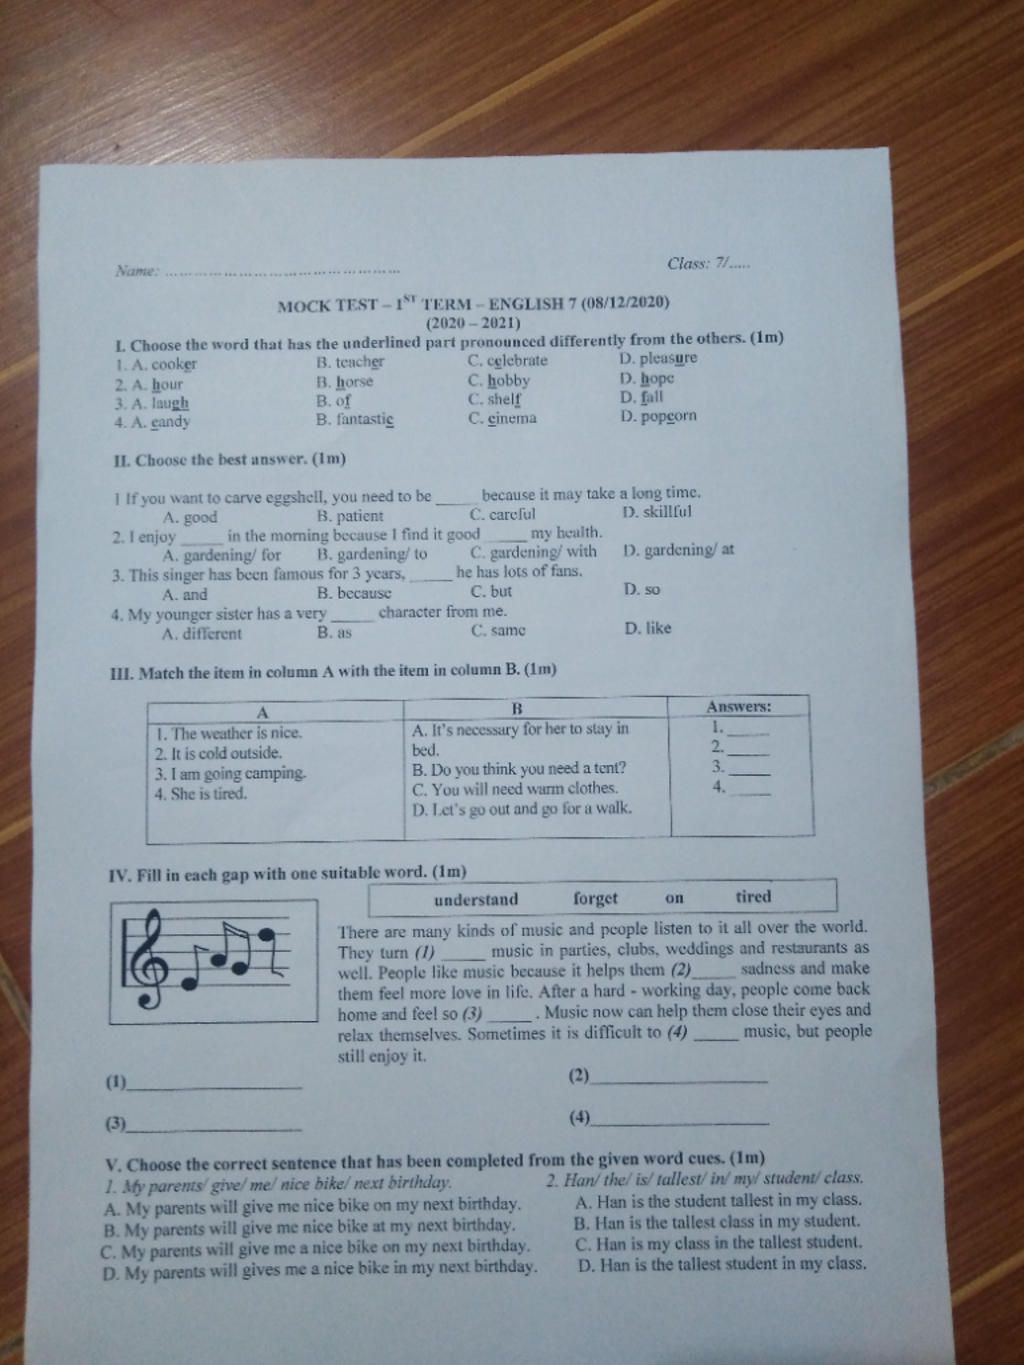 Name: ................................................
Class: 7/.....
MOCK TEST – 1ST TERM – ENGLISH 7 (08/12/2020)
(2020 – 2021)
I. Choose the word that has the underlined part pronounced differently from the others. (1m)
1. A. cooker B. teacher C. celebrate D. pleasure
2. A. hour B. horse C. hobby D. hope
3. A. laugh B. of C. shelf D. fall
4. A. candy B. fantastic C. cinema D. popcorn
II. Choose the best answer. (1m)
1 If you want to carve eggshell, you need to be _____ because it may take a long time.
A. good B. patient C. careful D. skillful
2. I enjoy _____ in the morning because I find it good _____ my health.
A. gardening/ for B. gardening/ to C. gardening/ with D. gardening/ at
3. This singer has been famous for 3 years, _____ he has lots of fans.
A. and B. because C. but D. so
4. My younger sister has a very _____ character from me.
A. different B. as C. same D. like
III. Match the item in column A with the item in column B. (1m)
A B Answers:
1. The weather is nice. A. It's necessary for her to stay in 1. _____
2. It is cold outside. bed. 2. _____
3. I am going camping. B. Do you think you need a tent? 3. _____
4. She is tired. C. You will need warm clothes. 4. _____
D. Let's go out and go for a walk.
IV. Fill in each gap with one suitable word. (1m)
understand forget on tired
There are many kinds of music and people listen to it all over the world.
They turn (1) _____ music in parties, clubs, weddings and restaurants as
well. People like music because it helps them (2)_____ sadness and make
them feel more love in life. After a hard - working day, people come back
home and feel so (3) _____ . Music now can help them close their eyes and
relax themselves. Sometimes it is difficult to (4) _____ music, but people
still enjoy it.
(1)____________________ (2)____________________
(3)____________________ (4)____________________
V. Choose the correct sentence that has been completed from the given word cues. (1m)
1. My parents/ give/ me/ nice bike/ next birthday.
A. My parents will give me nice bike on my next birthday.
B. My parents will give me nice bike at my next birthday.
C. My parents will give me a nice bike on my next birthday.
D. My parents will gives me a nice bike in my next birthday.
2. Han/ the/ is/ tallest/ in/ my/ student/ class.
A. Han is the student tallest in my class.
B. Han is the tallest class in my student.
C. Han is my class in the tallest student.
D. Han is the tallest student in my class.